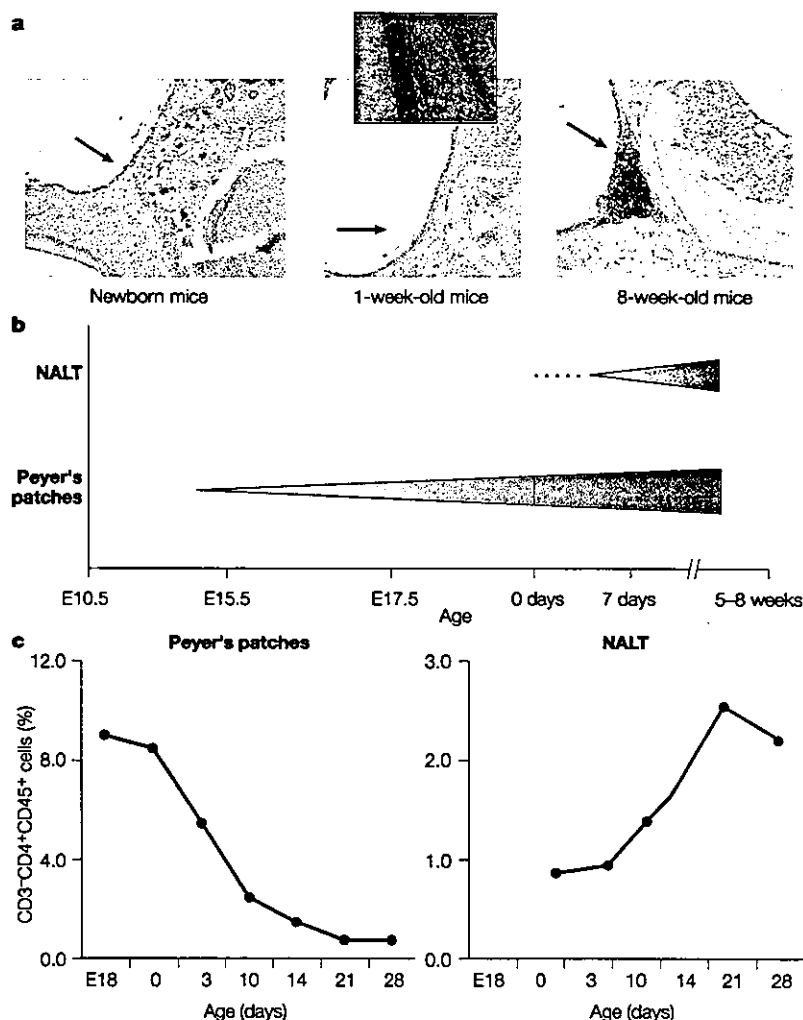 a
Newborn mice
1-week-old mice
8-week-old mice
b
NALT
Peyer's
patches
E10.5
E15.5
E17.5
0 days
7 days
5–8 weeks
Age
c
Peyer's patches
CD3⁻CD4⁺CD45⁺ cells (%)
12.0
8.0
4.0
0.0
E18
0
3
10
14
21
28
Age (days)
NALT
3.0
2.0
1.0
0.0
E18
0
3
10
14
21
28
Age (days)